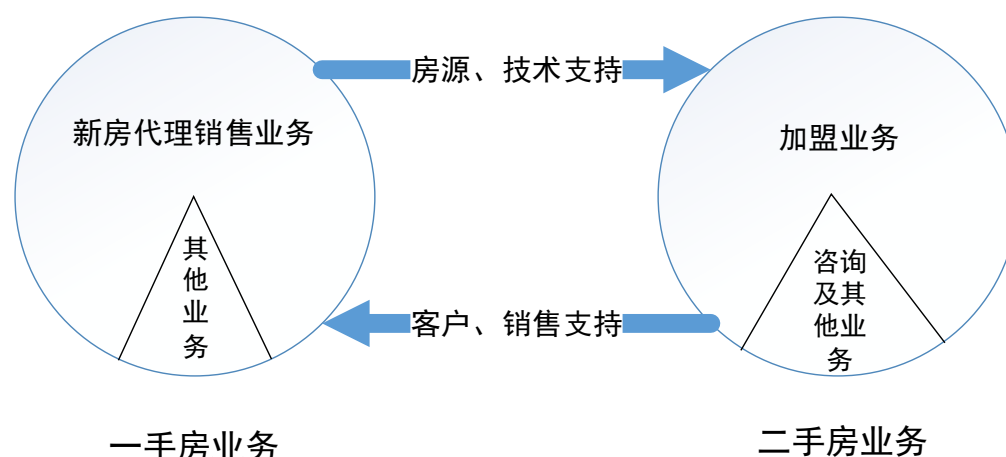 房源、技术支持
新房代理销售业务
加盟业务
其
他
业
务
咨询
及其
他业
务
客户、销售支持
一手房业务
二手房业务